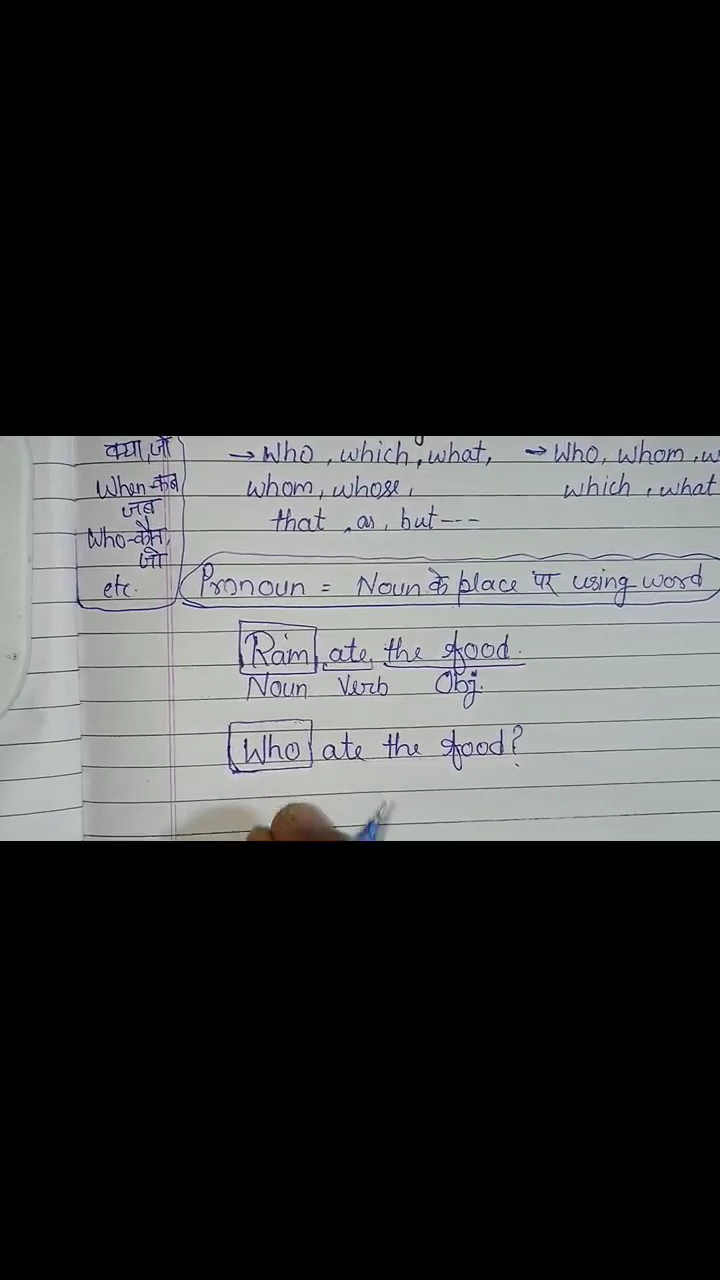 क्या, जो
When-कब
जब
Who-कौन,
जो
etc.
→ Who, which, what,
whom, whose,
that, as, but---
→ Who, whom,
which, what
Pronoun = Noun के place पर using word
Ram ate the food.
Noun Verb Obj.
Who ate the food?